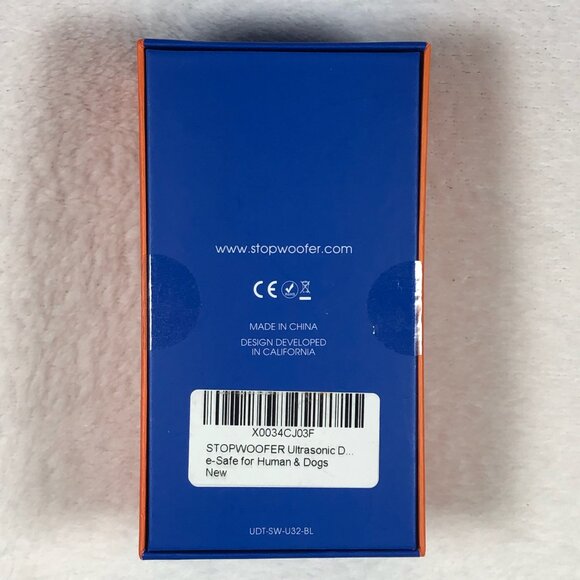 www.stopwoofer.com
CE
MADE IN CHINA
DESIGN DEVELOPED
IN CALIFORNIA
X0034CJ03F
STOPWOOFER Ultrasonic D...
e-Safe for Human & Dogs
New
UDT-SW-U32-BL